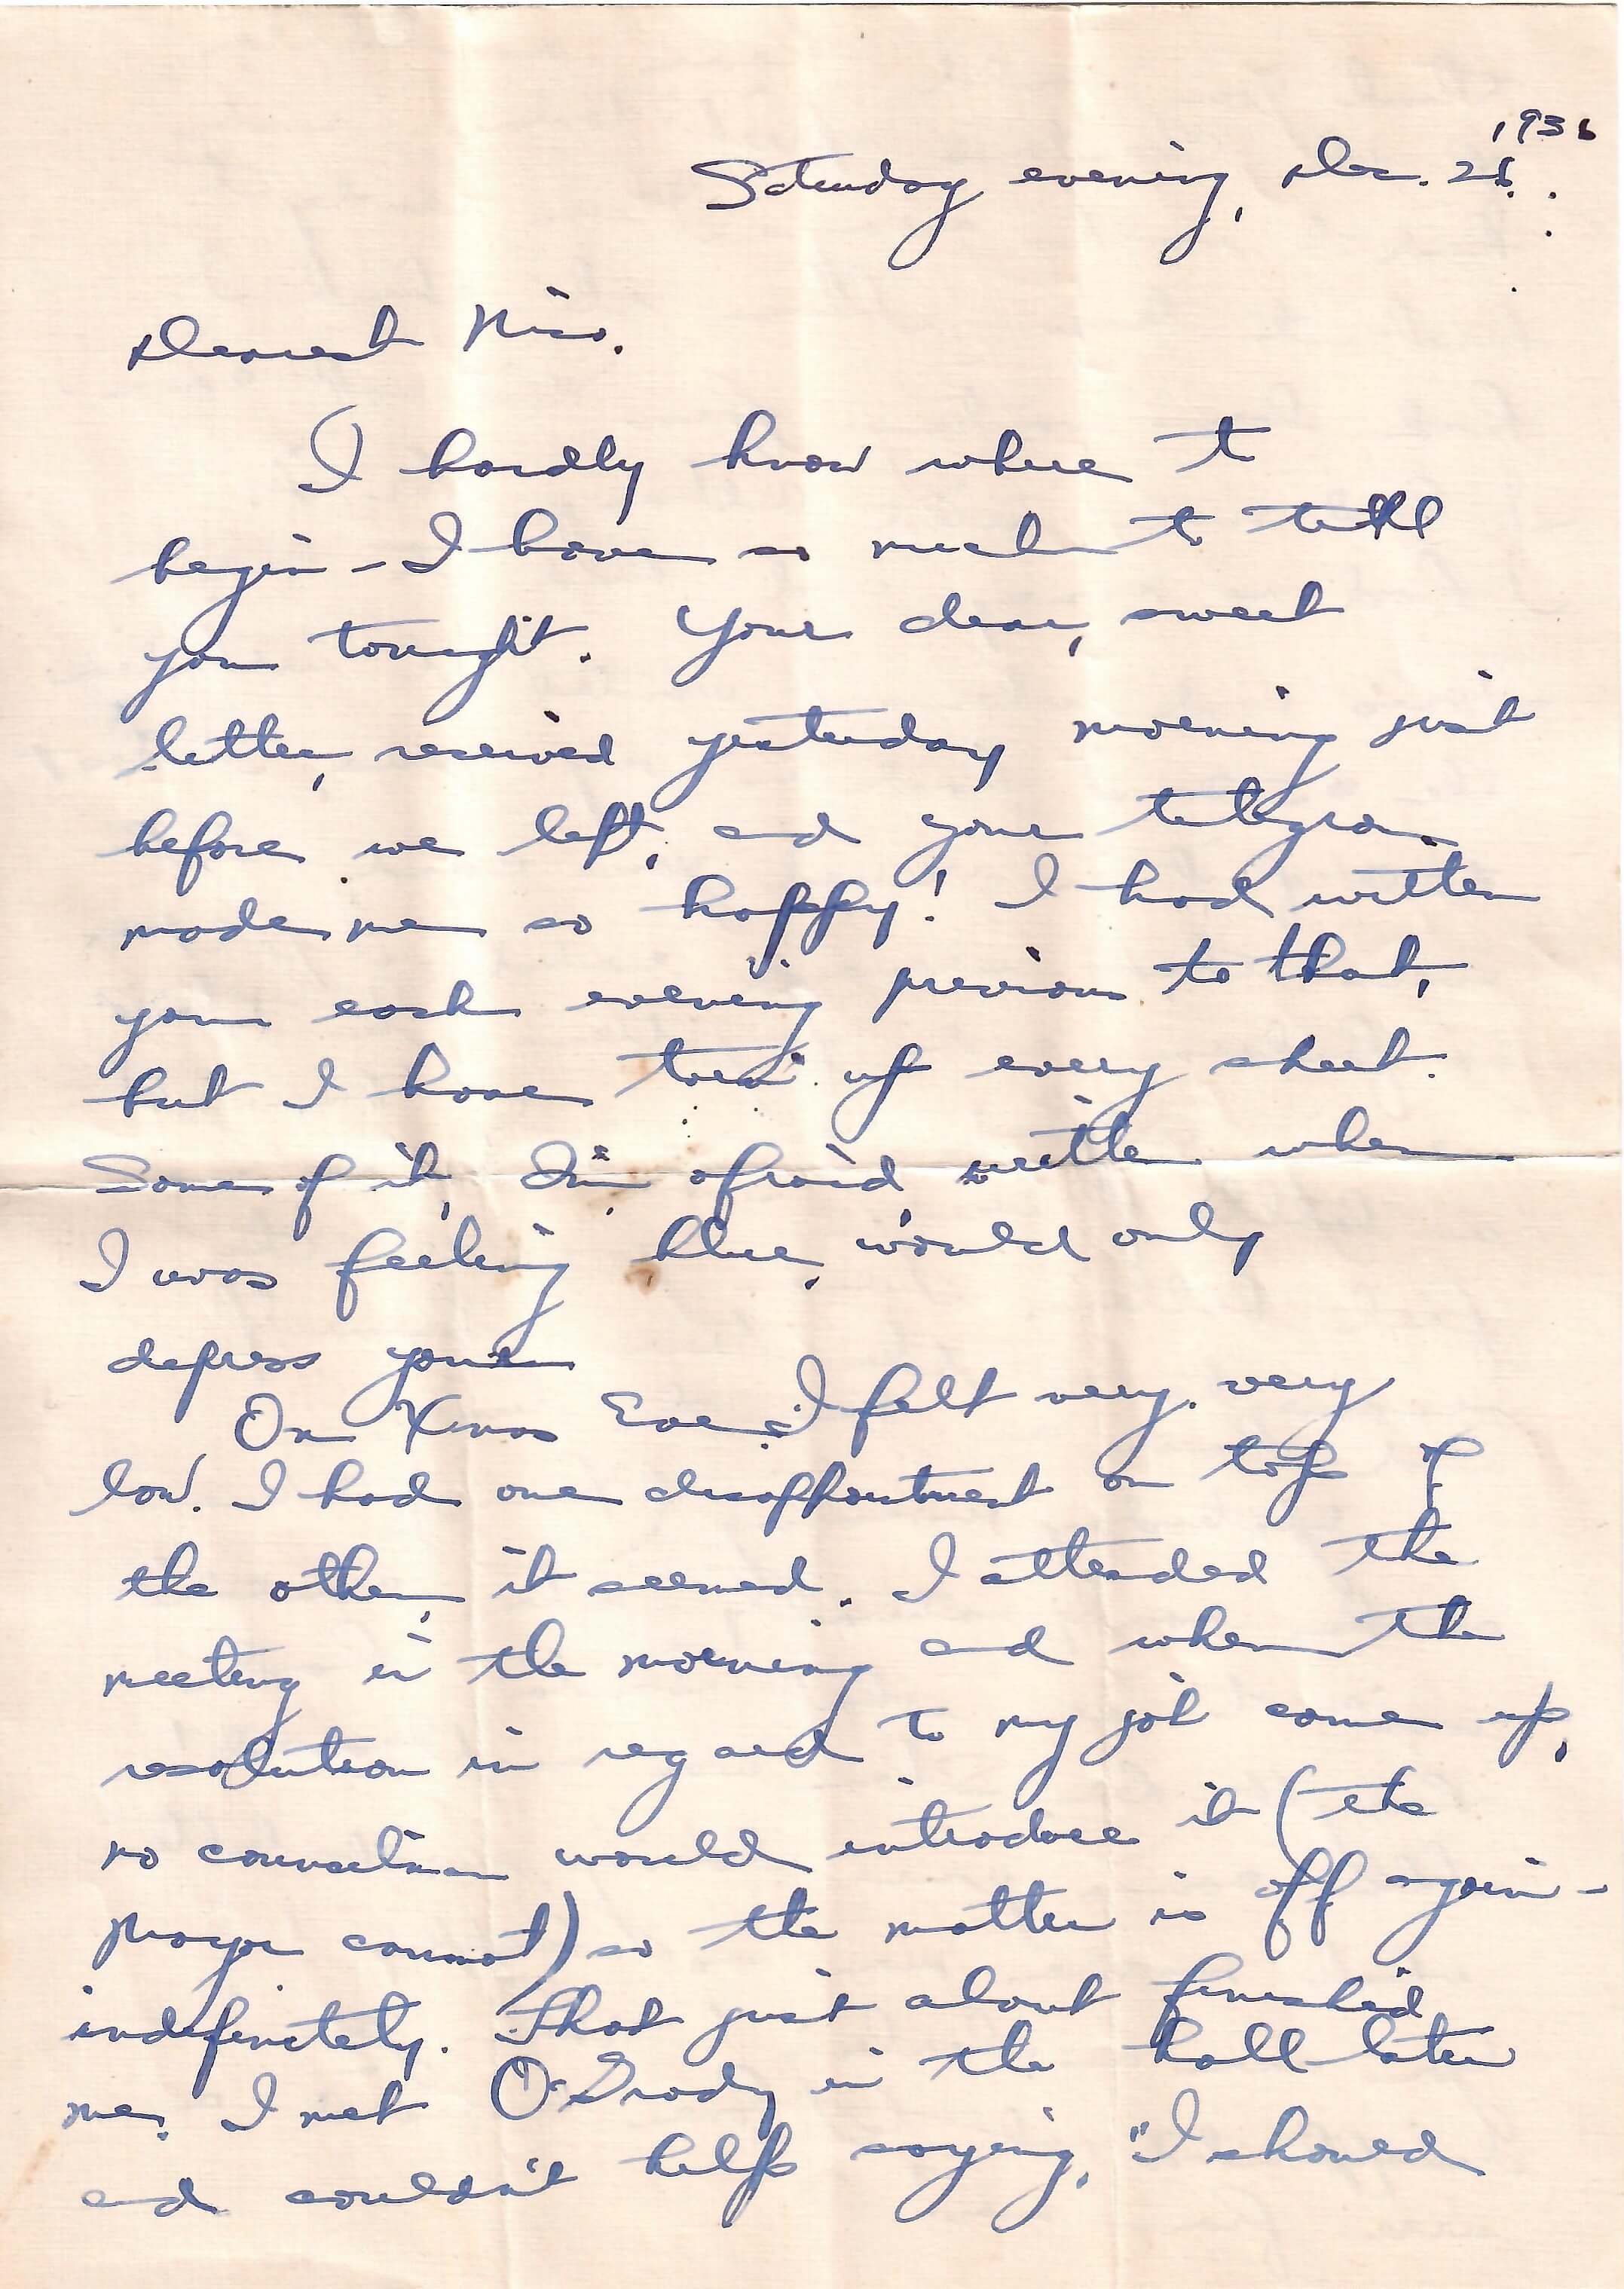 1936
Saturday evening, Dec. 26.
Dearest Nico.
I hardly know where to
begin - I have so much to tell
you tonight. Your dear, sweet
letter, received yesterday morning just
before we left, and your telegram
made me so happy! I had written
you each evening previous to that,
but I have torn up every sheet.
Some of it, I'm afraid, written when
I was feeling blue, would only
depress you.
On Xmas Eve I felt very, very
low. I had one disappointment on top of
the other, it seemed. I attended the
meeting in the morning and when the
resolution in regard to my job came up,
no councilman would introduce it (the
Mayor cannot) so the matter is off again -
indefinitely. That just about finished
me. I met O'Grady in the hall later
and couldn't help saying, "I should